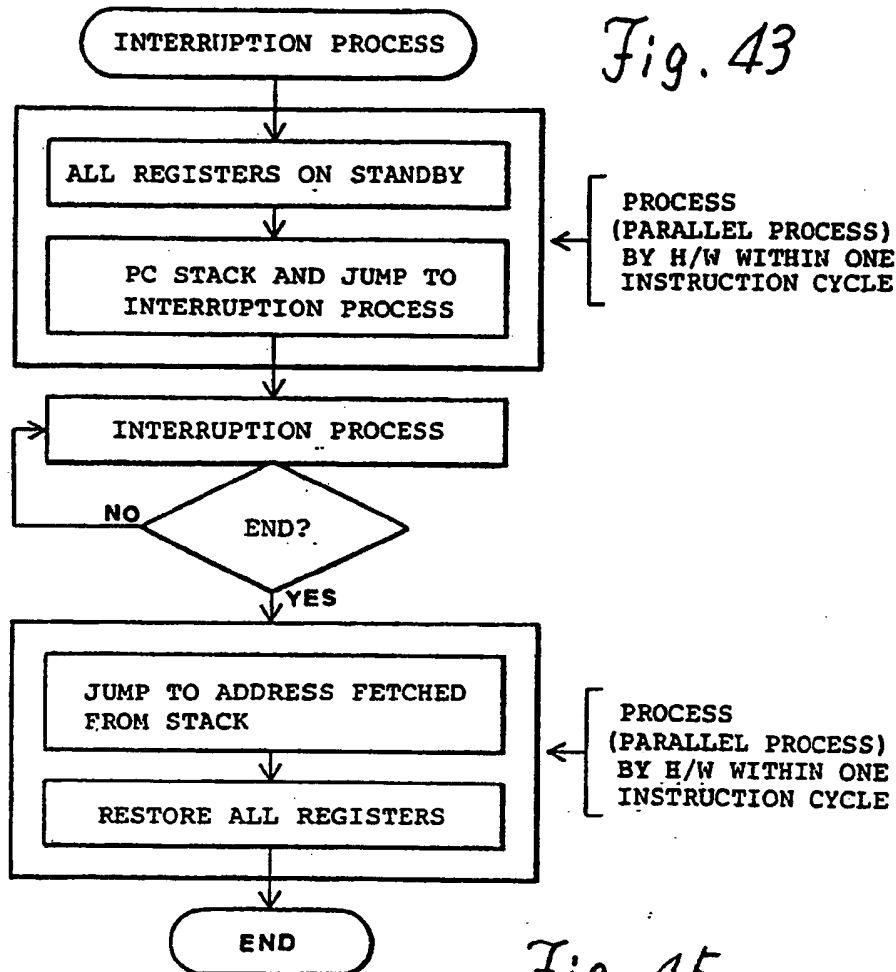 INTERRUPTION PROCESS
Fig. 43
ALL REGISTERS ON STANDBY
PC STACK AND JUMP TO
INTERRUPTION PROCESS
PROCESS
(PARALLEL PROCESS)
BY H/W WITHIN ONE
INSTRUCTION CYCLE
INTERRUPTION PROCESS
END?
NO
YES
JUMP TO ADDRESS FETCHED
FROM STACK
RESTORE ALL REGISTERS
PROCESS
(PARALLEL PROCESS)
BY H/W WITHIN ONE
INSTRUCTION CYCLE
END